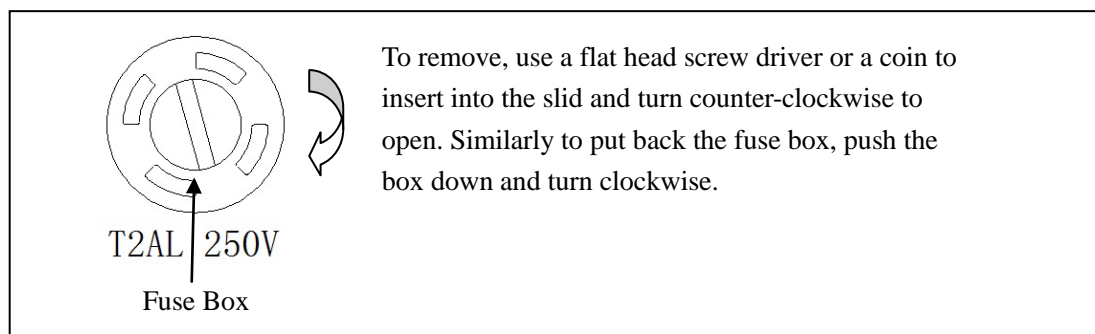 To remove, use a flat head screw driver or a coin to
insert into the slid and turn counter-clockwise to
open. Similarly to put back the fuse box, push the
box down and turn clockwise.
T2AL 250V
Fuse Box